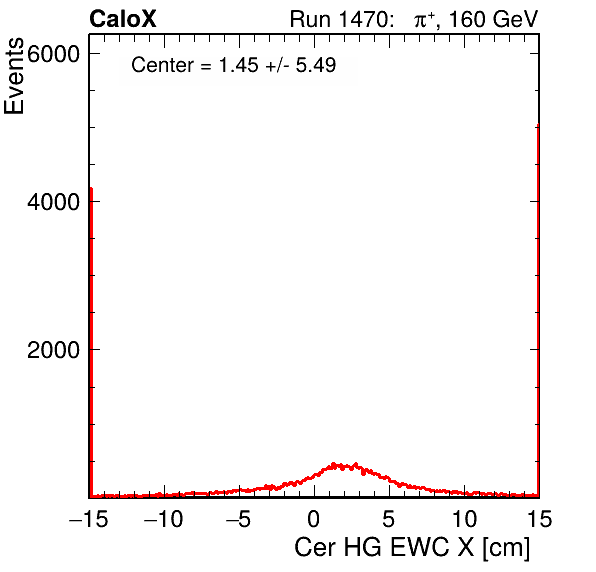 CaloX Run 1470: π⁺, 160 GeV
Events
Center = 1.45 +/- 5.49
6000
4000
2000
−15 −10 −5 0 5 10 15
Cer HG EWC X [cm]